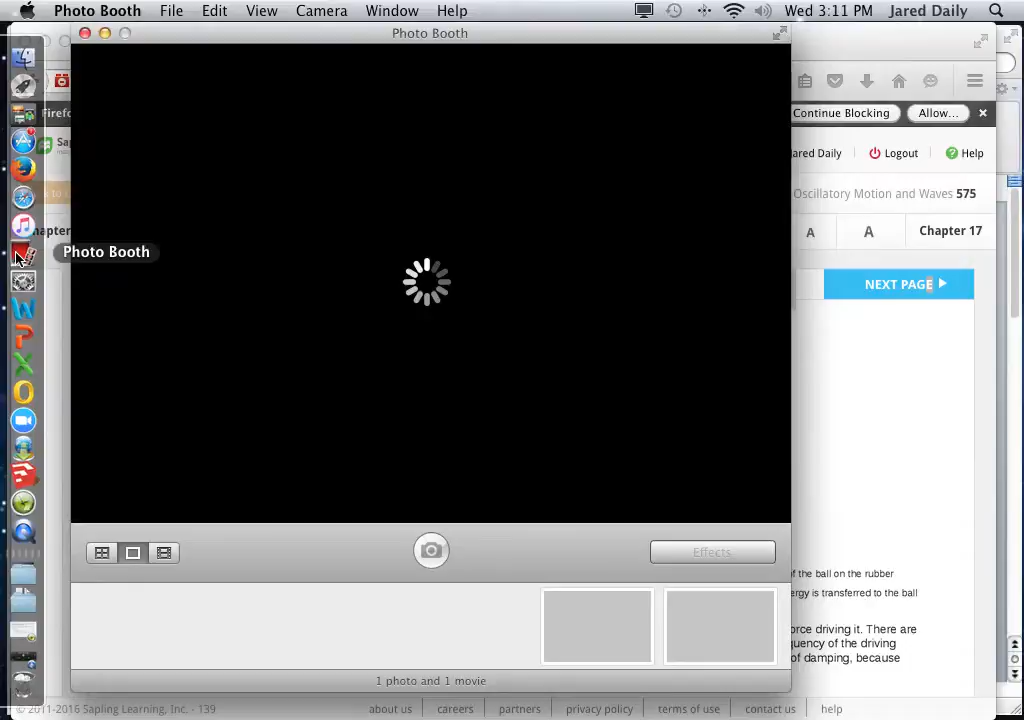 Photo Booth File Edit View Camera Window Help Wed 3:11 PM Jared Daily
Photo Booth
Continue Blocking Allow...
Jared Daily Logout Help
Oscillatory Motion and Waves 575
A A Chapter 17
Photo Booth
NEXT PAGE
Effects
of the ball on the rubber
is transferred to the ball
driving it. There are
of the driving
of damping, because
1 photo and 1 movie
© 2011-2016 Sapling Learning, Inc. · 139 about us careers partners privacy policy terms of use contact us help